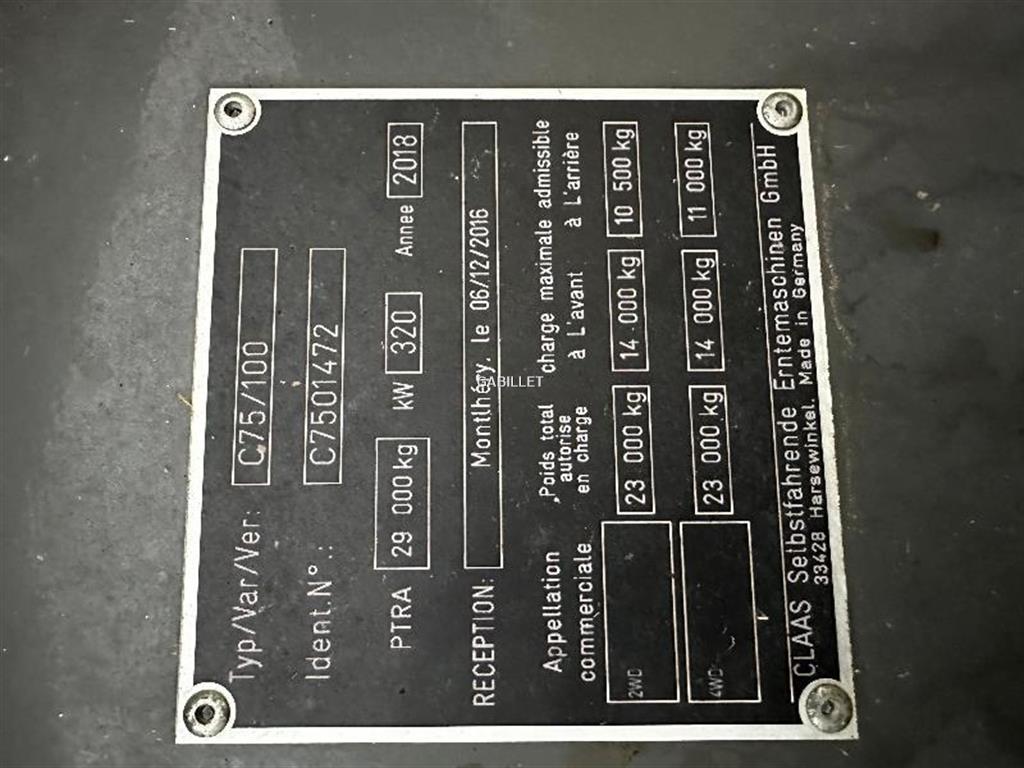 Typ/Var/Ver: C75/100
Ident.N°.: C7501472
PTRA 29 000 kg kW 320 Annee 2018
RECEPTION: Montlhéry, le 06/12/2016
Appellation commerciale
Poids total autorise en charge
charge maximale admissible
à L'avant à L'arrière
2WD 23 000 kg 14 000 kg 10 500 kg
4WD 23 000 kg 14 000 kg 11 000 kg
CLAAS Selbstfahrende Erntemaschinen GmbH
33428 Harsewinkel. Made in Germany
GABILLET